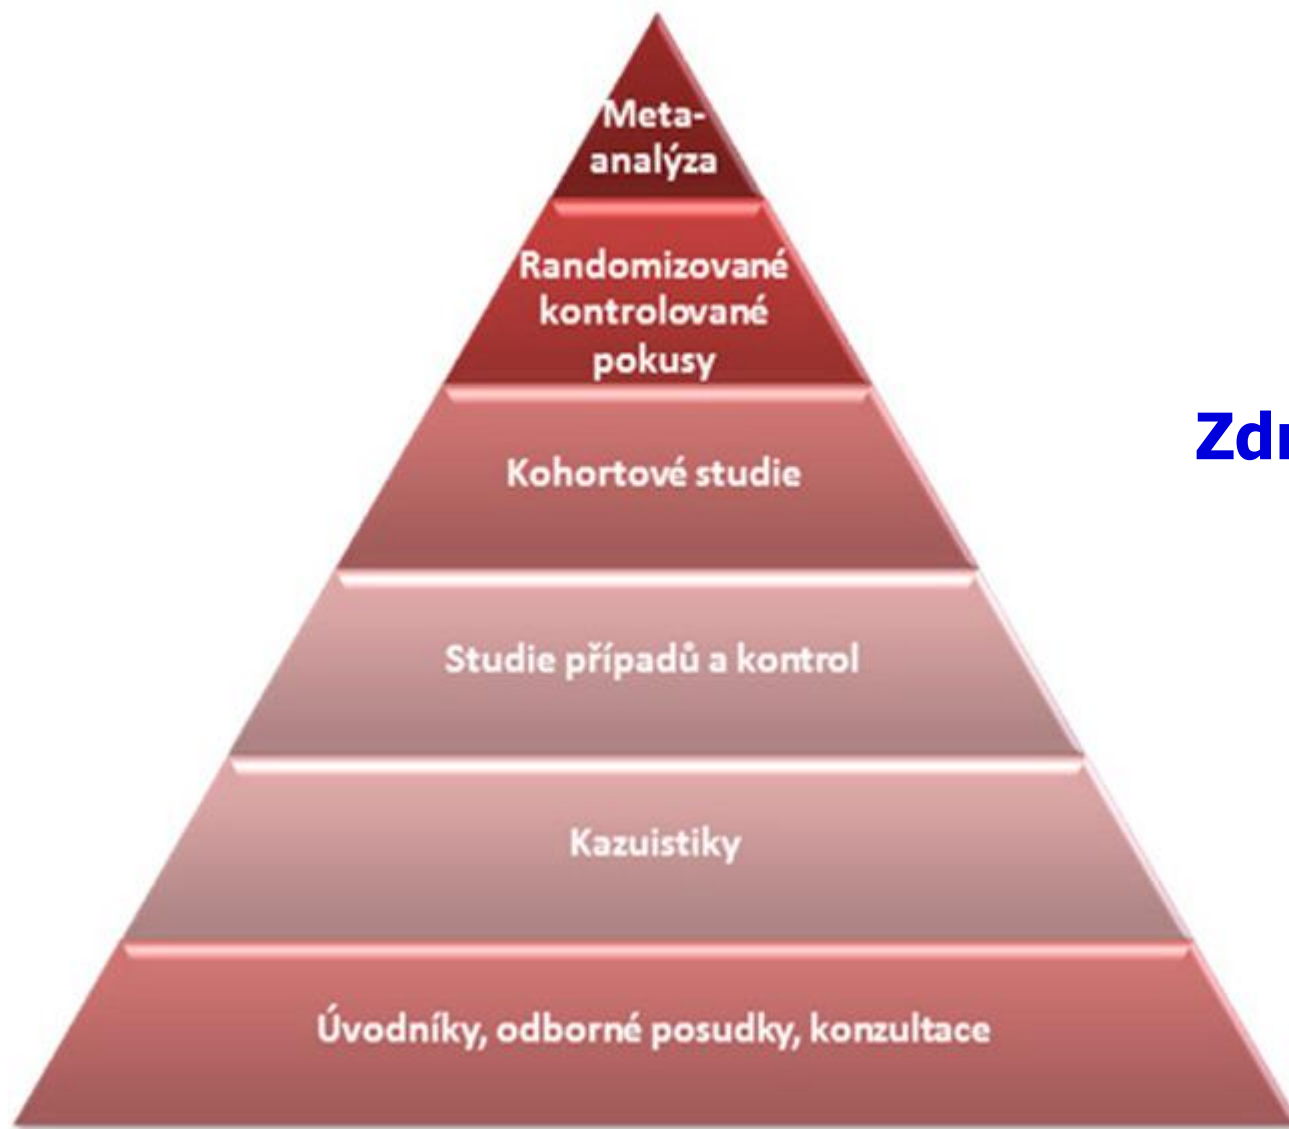 Meta-
analýza
Randomizované
kontrolované
pokusy
Kohortové studie
Studie případů a kontrol
Kazuistiky
Úvodníky, odborné posudky, konzultace